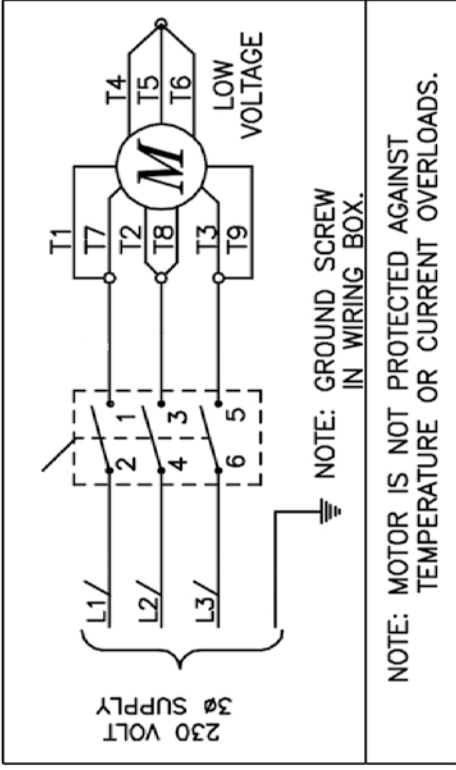 230 VOLT
3ø SUPPLY
L1
L2
L3
2
1
4
3
6
5
T1
T7
T2
T8
T3
T9
M
T4
T5
T6
LOW
VOLTAGE
NOTE: GROUND SCREW
IN WIRING BOX.
NOTE: MOTOR IS NOT PROTECTED AGAINST
TEMPERATURE OR CURRENT OVERLOADS.